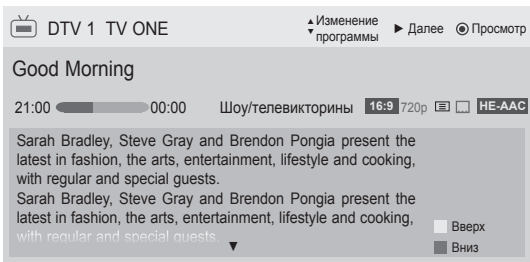 DTV 1 TV ONE
Изменение программы
Далее
Просмотр
Good Morning
21:00 00:00 Шоу/телевикторины 16:9 720p HE-AAC
Sarah Bradley, Steve Gray and Brendon Pongia present the
latest in fashion, the arts, entertainment, lifestyle and cooking,
with regular and special guests.
Sarah Bradley, Steve Gray and Brendon Pongia present the
latest in fashion, the arts, entertainment, lifestyle and cooking,
with regular and special guests.
Вверх
Вниз